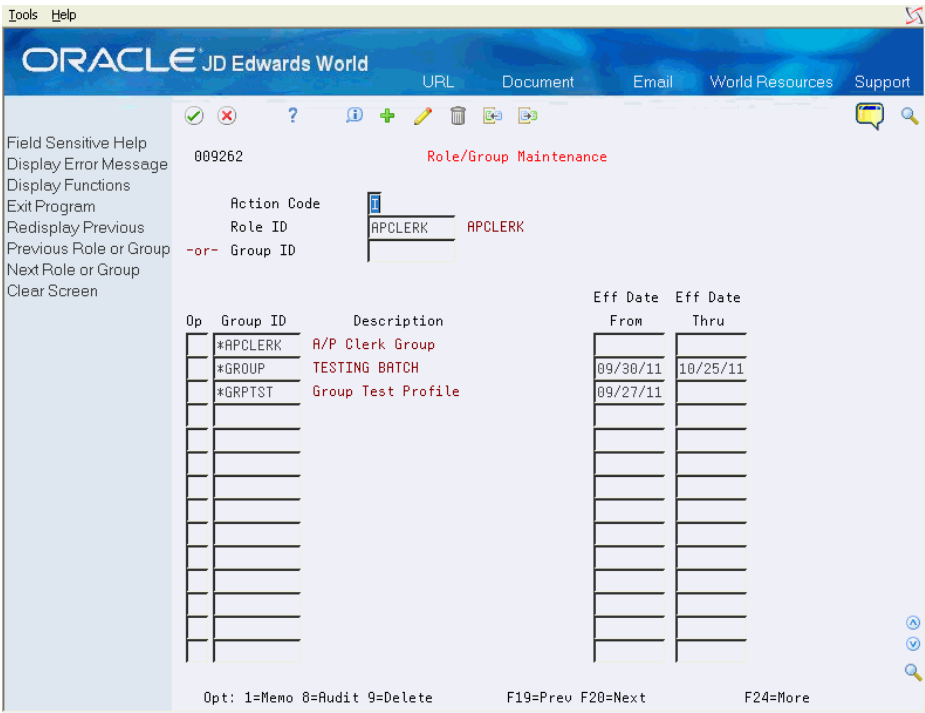 Tools Help
ORACLE JD Edwards World
URL Document Email World Resources Support
Field Sensitive Help
Display Error Message
Display Functions
Exit Program
Redisplay Previous
Previous Role or Group
Next Role or Group
Clear Screen
009262 Role/Group Maintenance
Action Code I
Role ID APCLERK APCLERK
-or- Group ID
Eff Date Eff Date
Op Group ID Description From Thru
*APCLERK A/P Clerk Group
*GROUP TESTING BATCH 09/30/11 10/25/11
*GRPTST Group Test Profile 09/27/11
Opt: 1=Memo 8=Audit 9=Delete F19=Prev F20=Next F24=More